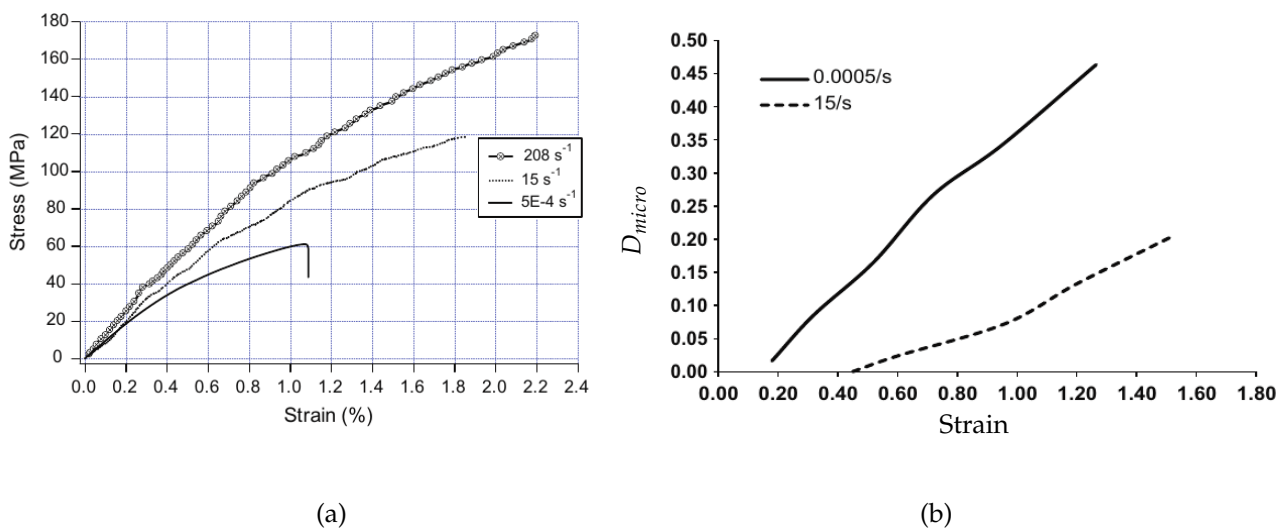 180
160
140
120
100
80
60
40
20
0
Stress (MPa)
208 s⁻¹
15 s⁻¹
5E-4 s⁻¹
0.0 0.2 0.4 0.6 0.8 1.0 1.2 1.4 1.6 1.8 2.0 2.2 2.4
Strain (%)
(a)
0.50
0.45
0.40
0.35
0.30
0.25
0.20
0.15
0.10
0.05
0.00
D_micro
0.0005/s
15/s
0.00 0.20 0.40 0.60 0.80 1.00 1.20 1.40 1.60 1.80
Strain
(b)